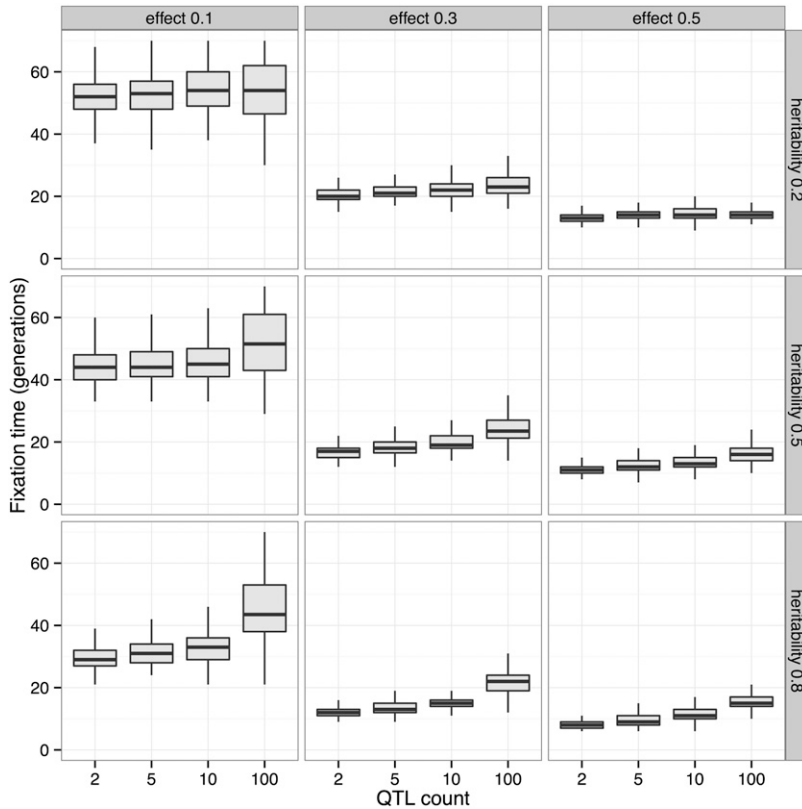 effect 0.1 effect 0.3 effect 0.5
60
40
20
0
heritability 0.2
60
40
20
0
heritability 0.5
60
40
20
0
heritability 0.8
Fixation time (generations)
2 5 10 100 2 5 10 100 2 5 10 100
QTL count